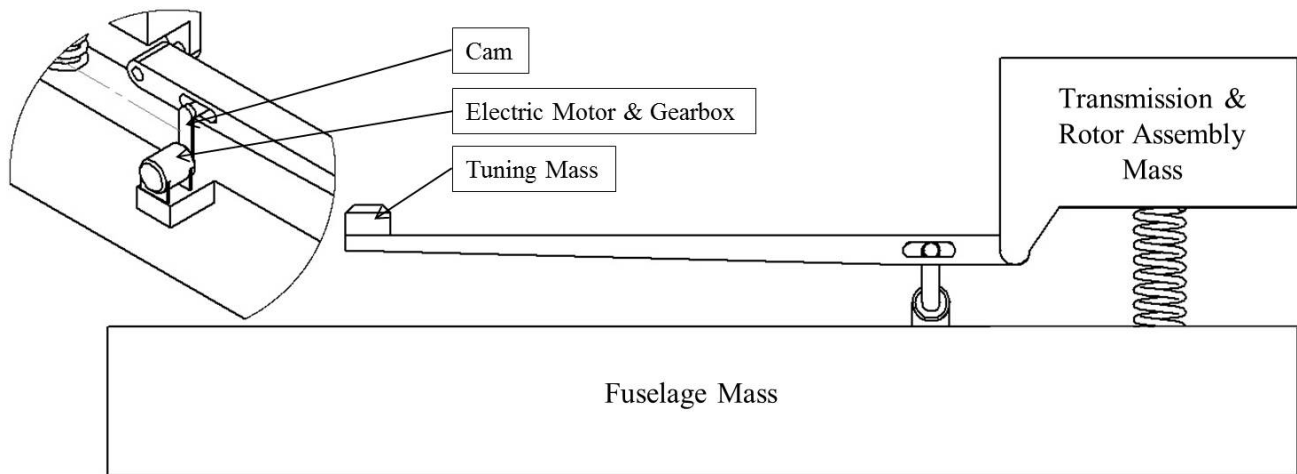 Cam
Electric Motor & Gearbox
Tuning Mass
Transmission &
Rotor Assembly
Mass
Fuselage Mass